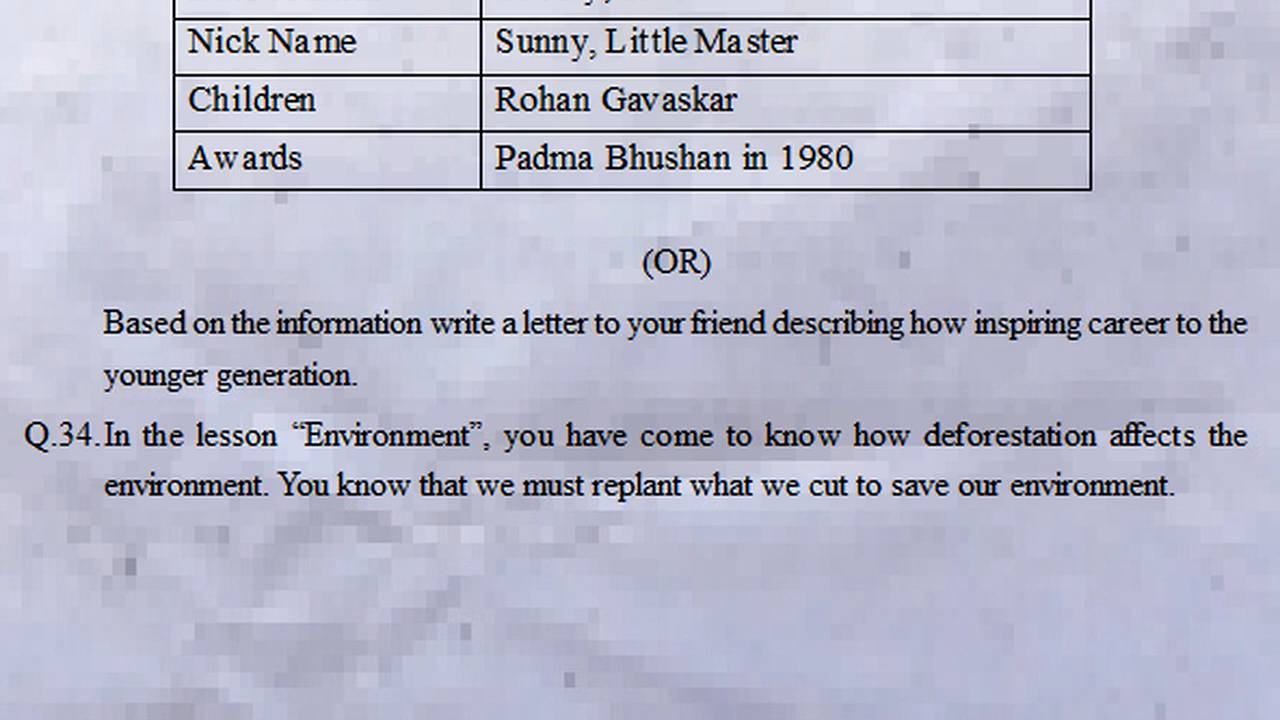 Nick Name Sunny, Little Master
Children Rohan Gavaskar
Awards Padma Bhushan in 1980
(OR)
Based on the information write a letter to your friend describing how inspiring career to the
younger generation.
Q.34. In the lesson “Environment”, you have come to know how deforestation affects the
environment. You know that we must replant what we cut to save our environment.